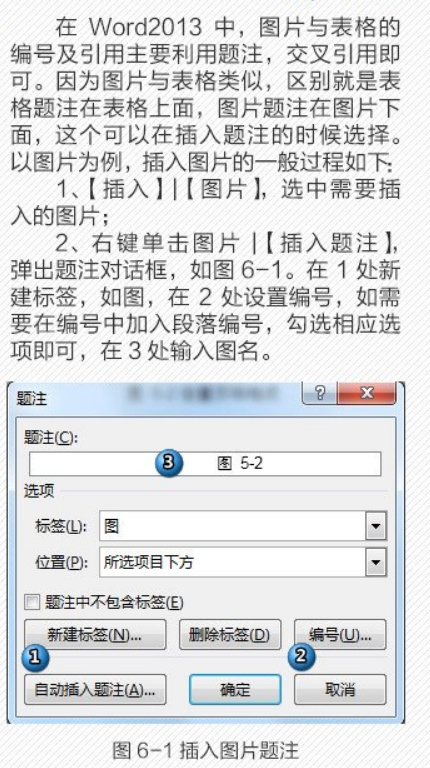 在 Word2013 中，图片与表格的
编号及引用主要利用题注，交叉引用即
可。因为图片与表格类似，区别就是表
格题注在表格上面，图片题注在图片下
面，这个可以在插入题注的时候选择。
以图片为例，插入图片的一般过程如下：
1、【插入】|【图片】，选中需要插
入的图片；
2、右键单击图片 |【插入题注】，
弹出题注对话框，如图 6-1。在 1 处新
建标签，如图，在 2 处设置编号，如需
要在编号中加入段落编号，勾选相应选
项即可，在 3 处输入图名。
题注
题注(C):
3 图 5-2
选项
标签(L): 图
位置(P): 所选项目下方
题注中不包含标签(E)
新建标签(N)... 删除标签(D) 编号(U)...
1 2
自动插入题注(A)... 确定 取消
图 6-1 插入图片题注